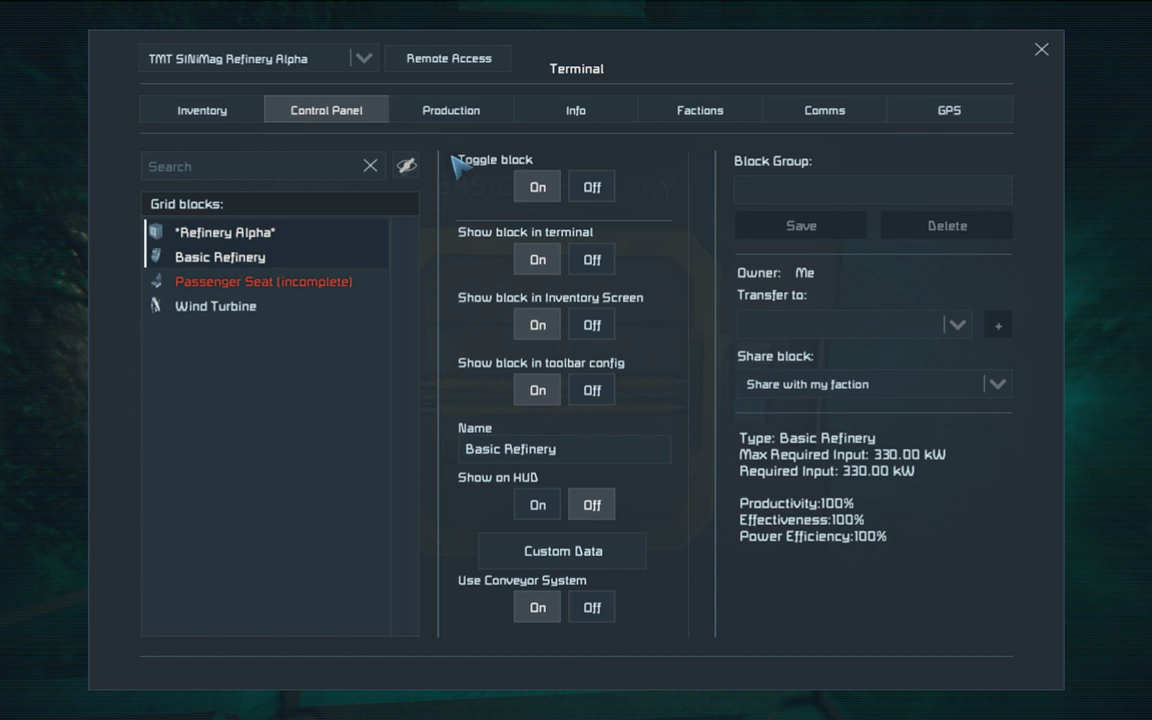 TMT SINiMag Refinery Alpha
Remote Access
Terminal
Inventory
Control Panel
Production
Info
Factions
Comms
GPS
Search
Grid blocks:
*Refinery Alpha*
Basic Refinery
Passenger Seat (incomplete)
Wind Turbine
Toggle block
On Off
Show block in terminal
On Off
Show block in Inventory Screen
On Off
Show block in toolbar config
On Off
Name
Basic Refinery
Show on HUD
On Off
Custom Data
Use Conveyor System
On Off
Block Group:
Save Delete
Owner: Me
Transfer to:
+
Share block:
Share with my faction
Type: Basic Refinery
Max Required Input: 330.00 kW
Required Input: 330.00 kW
Productivity:100%
Effectiveness:100%
Power Efficiency:100%